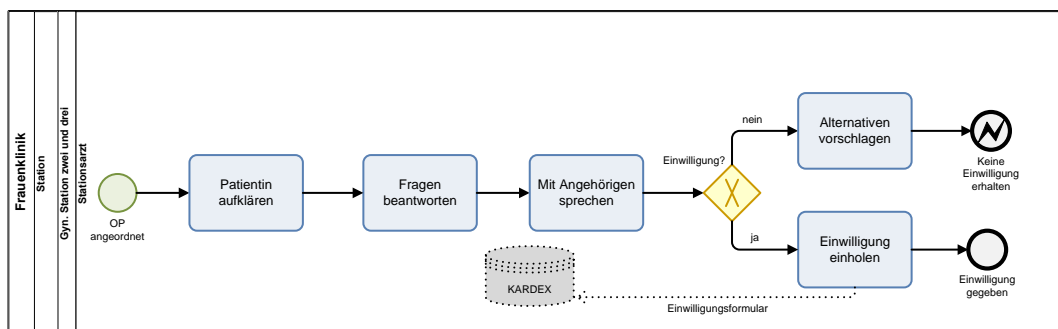 Frauenklinik
Station
Gyn. Station zwei und drei
Stationsarzt
OP
angeordnet
Patientin
aufklären
Fragen
beantworten
Mit Angehörigen
sprechen
Einwilligung?
nein
Alternativen
vorschlagen
Keine
Einwilligung
erhalten
ja
Einwilligung
einholen
Einwilligung
gegeben
KARDEX
Einwilligungsformular